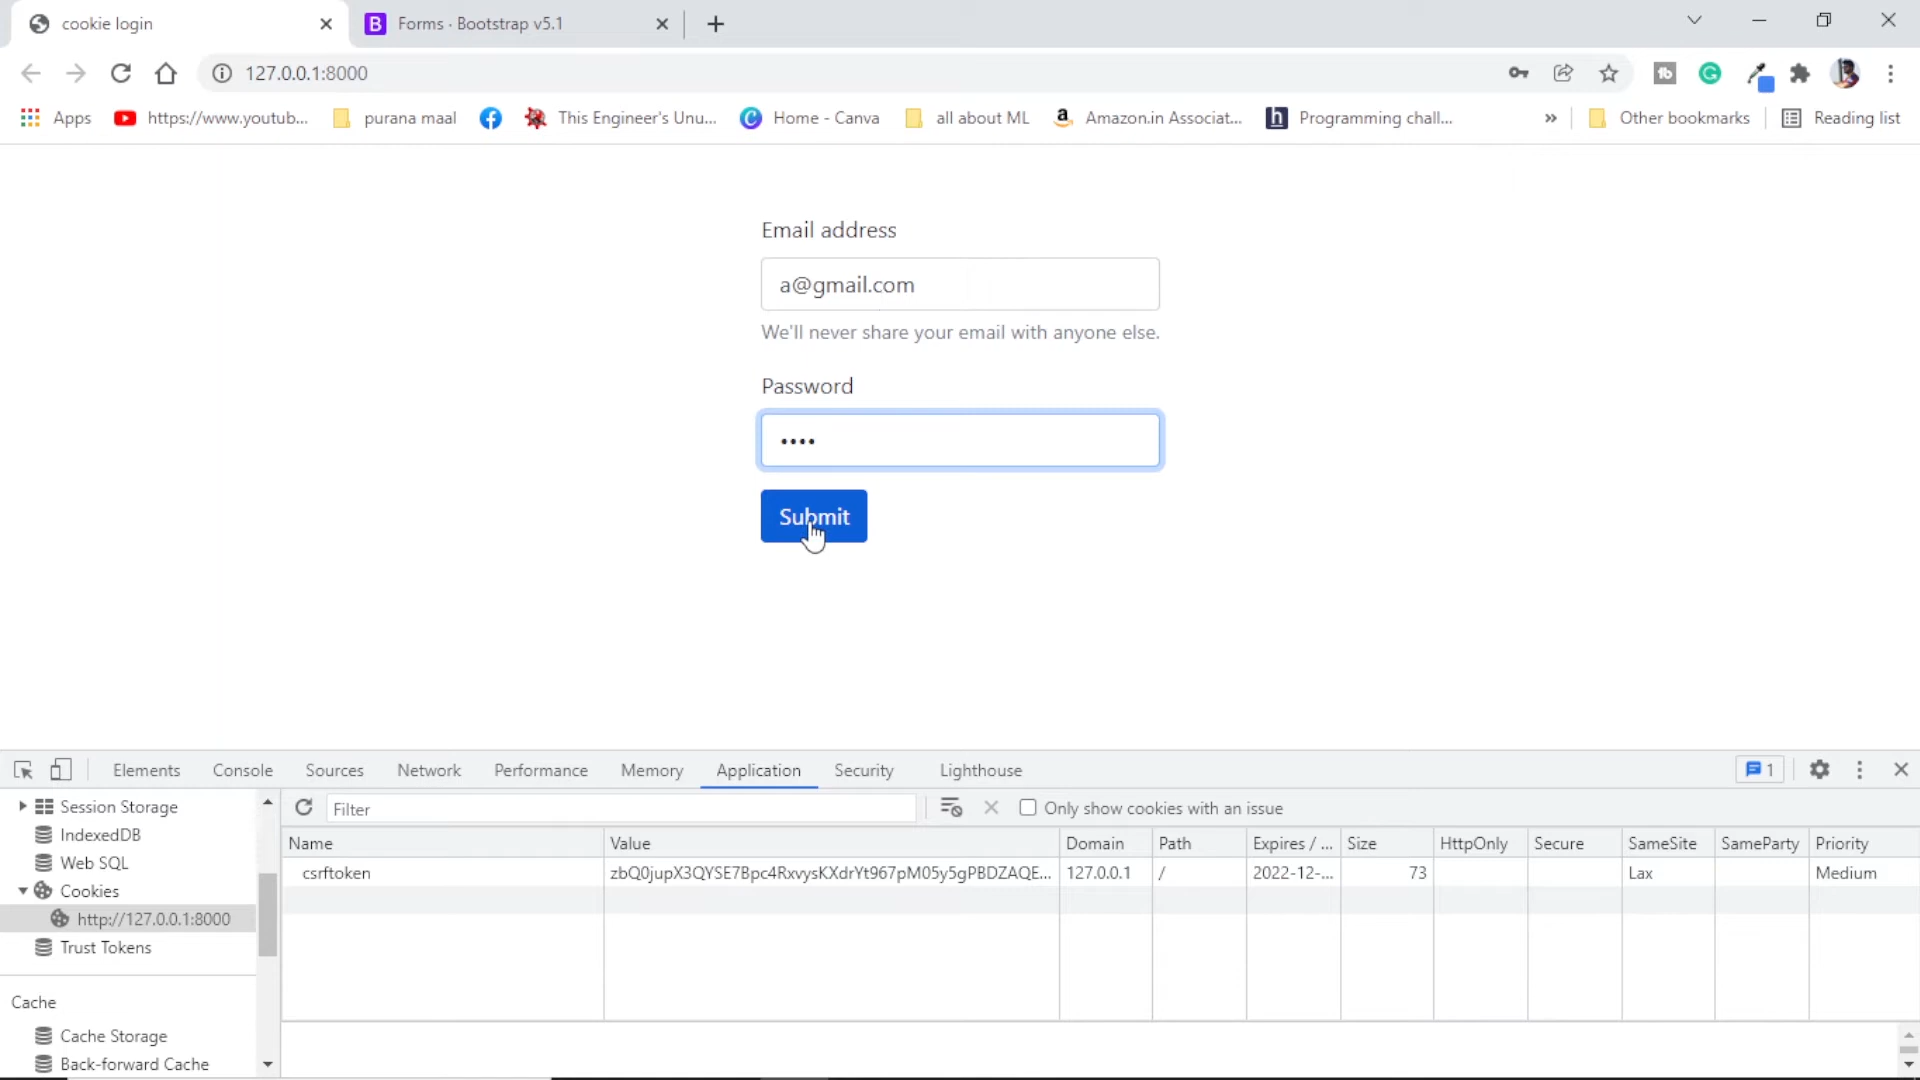 cookie login
Forms · Bootstrap v5.1
127.0.0.1:8000
Apps
https://www.youtub...
purana maal
This Engineer's Unu...
Home - Canva
all about ML
Amazon.in Associat...
Programming chall...
»
Other bookmarks
Reading list
Email address
a@gmail.com
We'll never share your email with anyone else.
Password
••••
Submit
Elements Console Sources Network Performance Memory Application Security Lighthouse 1
Session Storage
IndexedDB
Web SQL
Cookies
http://127.0.0.1:8000
Trust Tokens
Cache
Cache Storage
Back-forward Cache
Filter Only show cookies with an issue
Name Value Domain Path Expires / ... Size HttpOnly Secure SameSite SameParty Priority
csrftoken zbQ0jupX3QYSE7Bpc4RxvysKXdrYt967pM05y5gPBDZAQE... 127.0.0.1 / 2022-12-... 73 Lax Medium